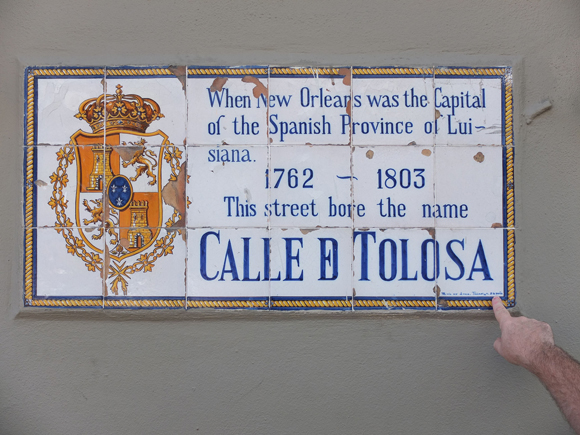 When New Orleans was the Capital
of the Spanish Province of Lui-
siana.
1762 ~ 1803
This street bore the name
CALLE D TOLOSA